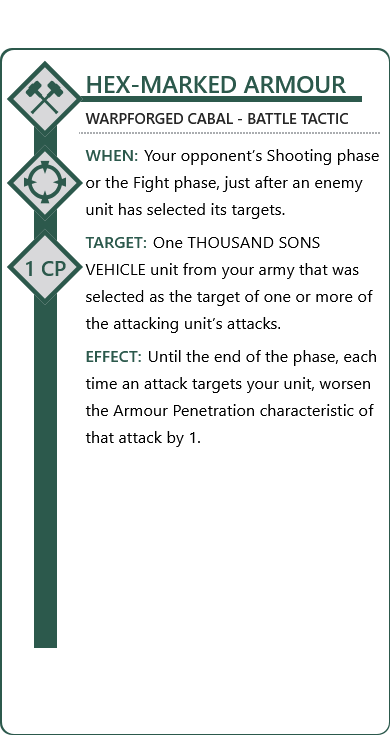 HEX-MARKED ARMOUR
WARPFORGED CABAL - BATTLE TACTIC
WHEN: Your opponent’s Shooting phase
or the Fight phase, just after an enemy
unit has selected its targets.
1 CP
TARGET: One THOUSAND SONS
VEHICLE unit from your army that was
selected as the target of one or more of
the attacking unit’s attacks.
EFFECT: Until the end of the phase, each
time an attack targets your unit, worsen
the Armour Penetration characteristic of
that attack by 1.